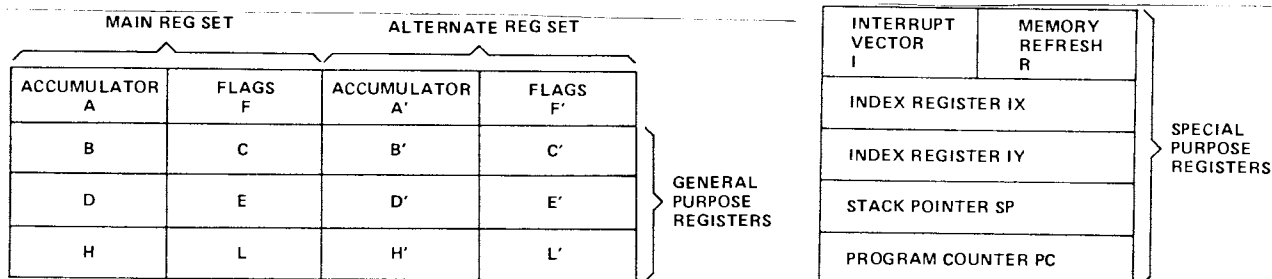 MAIN REG SET
ALTERNATE REG SET
ACCUMULATOR
A
FLAGS
F
ACCUMULATOR
A'
FLAGS
F'
B
C
B'
C'
D
E
D'
E'
H
L
H'
L'
GENERAL
PURPOSE
REGISTERS
INTERRUPT
VECTOR
I
MEMORY
REFRESH
R
INDEX REGISTER IX
INDEX REGISTER IY
STACK POINTER SP
PROGRAM COUNTER PC
SPECIAL
PURPOSE
REGISTERS